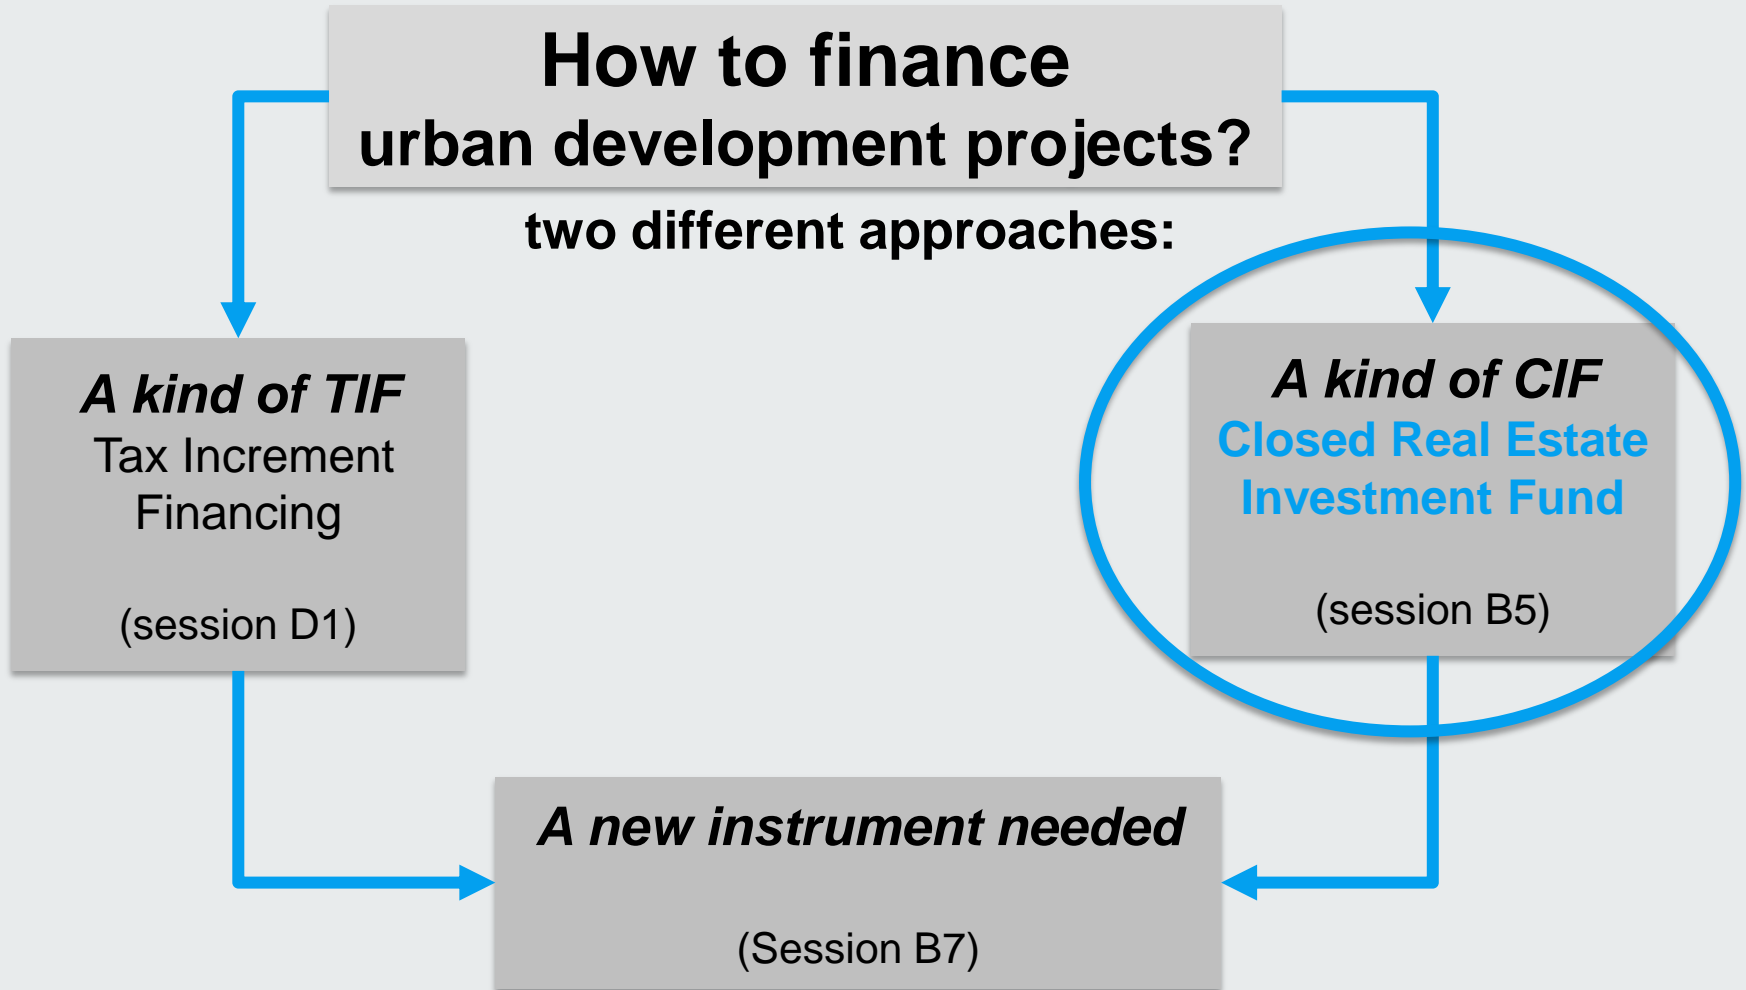 How to finance
urban development projects?
two different approaches:
A kind of TIF
Tax Increment
Financing
(session D1)
A kind of CIF
Closed Real Estate
Investment Fund
(session B5)
A new instrument needed
(Session B7)